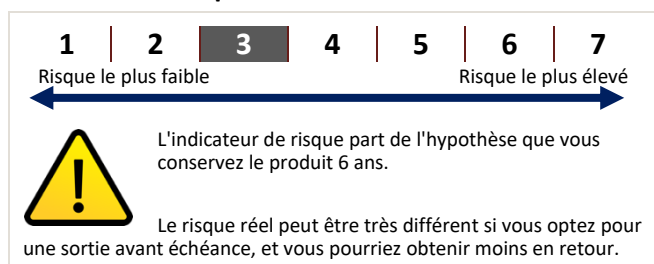 1 2 3 4 5 6 7
Risque le plus faible Risque le plus élevé
L'indicateur de risque part de l'hypothèse que vous
conservez le produit 6 ans.
Le risque réel peut être très différent si vous optez pour
une sortie avant échéance, et vous pourriez obtenir moins en retour.